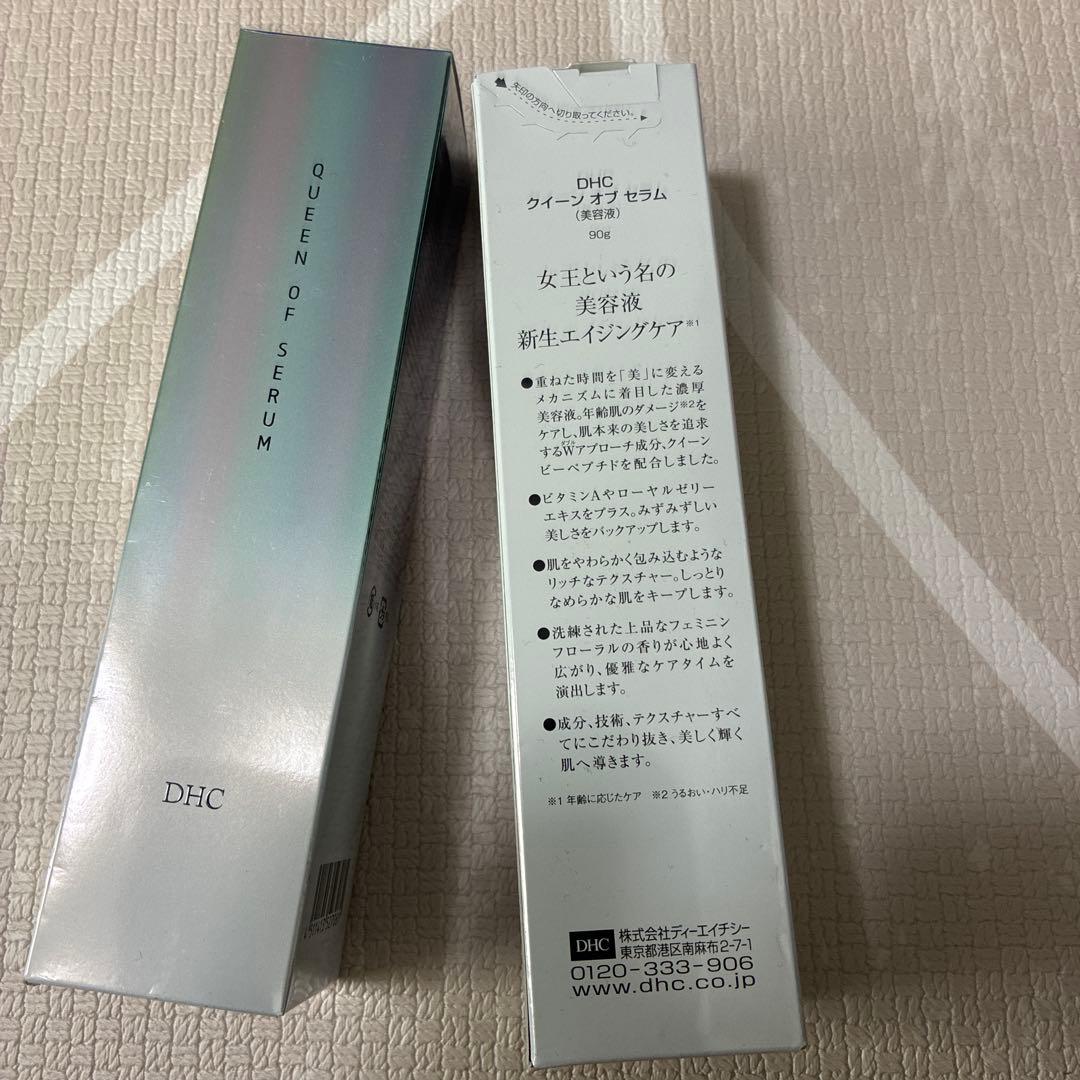 QUEEN OF SERUM
DHC
矢印の方向へ切り取ってください。
DHC
クイーン オブ セラム
(美容液)
90g
女王という名の
美容液
新生エイジングケア※1
●重ねた時間を「美」に変える
メカニズムに着目した濃厚
美容液。年齢肌のダメージ※2を
ケアし、肌本来の美しさを追求
するWアプローチ成分、クイーン
ダブル
ビーペプチドを配合しました。
●ビタミンAやローヤルゼリー
エキスをプラス。みずみずしい
美しさをバックアップします。
●肌をやわらかく包み込むような
リッチなテクスチャー。しっとり
なめらかな肌をキープします。
●洗練された上品なフェミニン
フローラルの香りが心地よく
広がり、優雅なケアタイムを
演出します。
●成分、技術、テクスチャーすべ
てにこだわり抜き、美しく輝く
肌へ導きます。
※1 年齢に応じたケア ※2 うるおい・ハリ不足
DHC 株式会社ディーエイチシー
東京都港区南麻布2-7-1
0120-333-906
www.dhc.co.jp